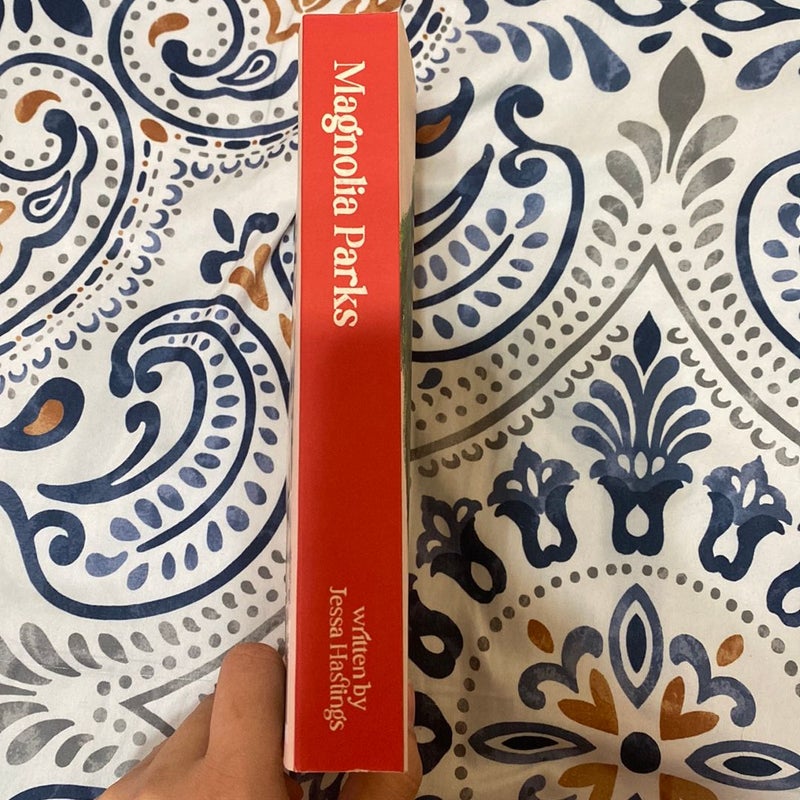 Magnolia Parks
written by
Jessa Hastings